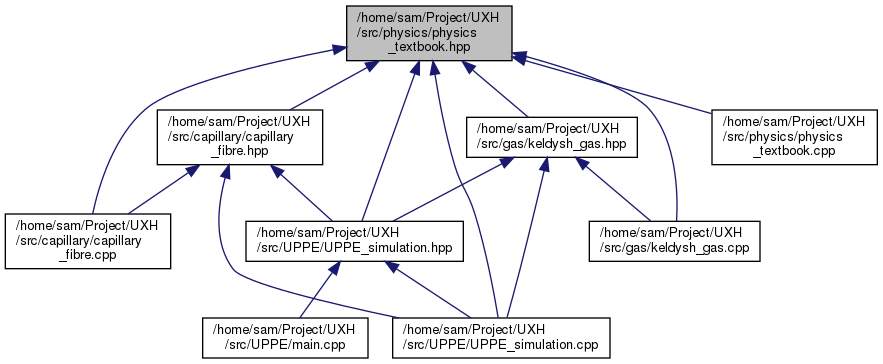 /home/sam/Project/UXH
/src/physics/physics
_textbook.hpp
/home/sam/Project/UXH
/src/capillary/capillary
_fibre.hpp
/home/sam/Project/UXH
/src/gas/keldysh_gas.hpp
/home/sam/Project/UXH
/src/physics/physics
_textbook.cpp
/home/sam/Project/UXH
/src/capillary/capillary
_fibre.cpp
/home/sam/Project/UXH
/src/UPPE/UPPE_simulation.hpp
/home/sam/Project/UXH
/src/gas/keldysh_gas.cpp
/home/sam/Project/UXH
/src/UPPE/main.cpp
/home/sam/Project/UXH
/src/UPPE/UPPE_simulation.cpp